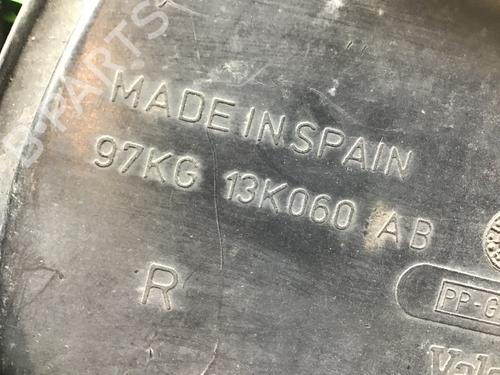 B-PARTS
MADE IN SPAIN
97KG 13K060 AB
R
PP-G